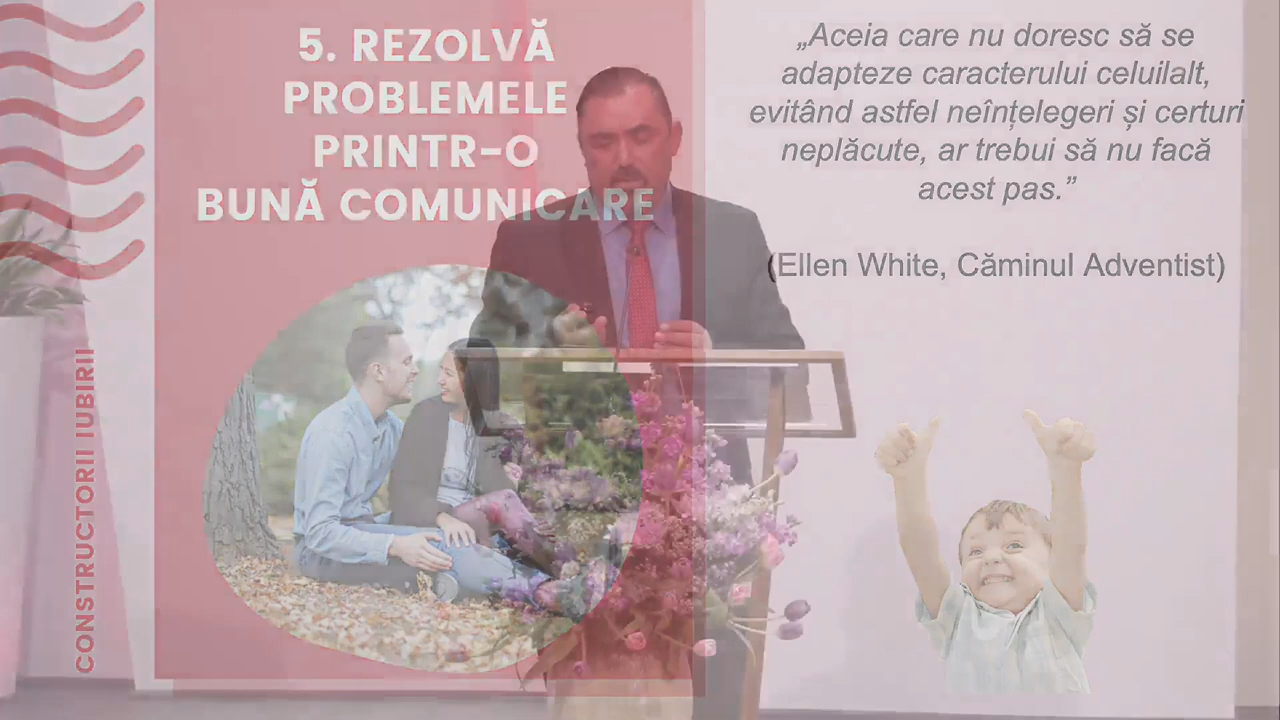 5. REZOLVĂ
PROBLEMELE
PRINTR-O
BUNĂ COMUNICARE
CONSTRUCTORII IUBIRII
„Aceia care nu doresc să se
adapteze caracterului celuilalt,
evitând astfel neînțelegeri și certuri
neplăcute, ar trebui să nu facă
acest pas.”
(Ellen White, Căminul Adventist)